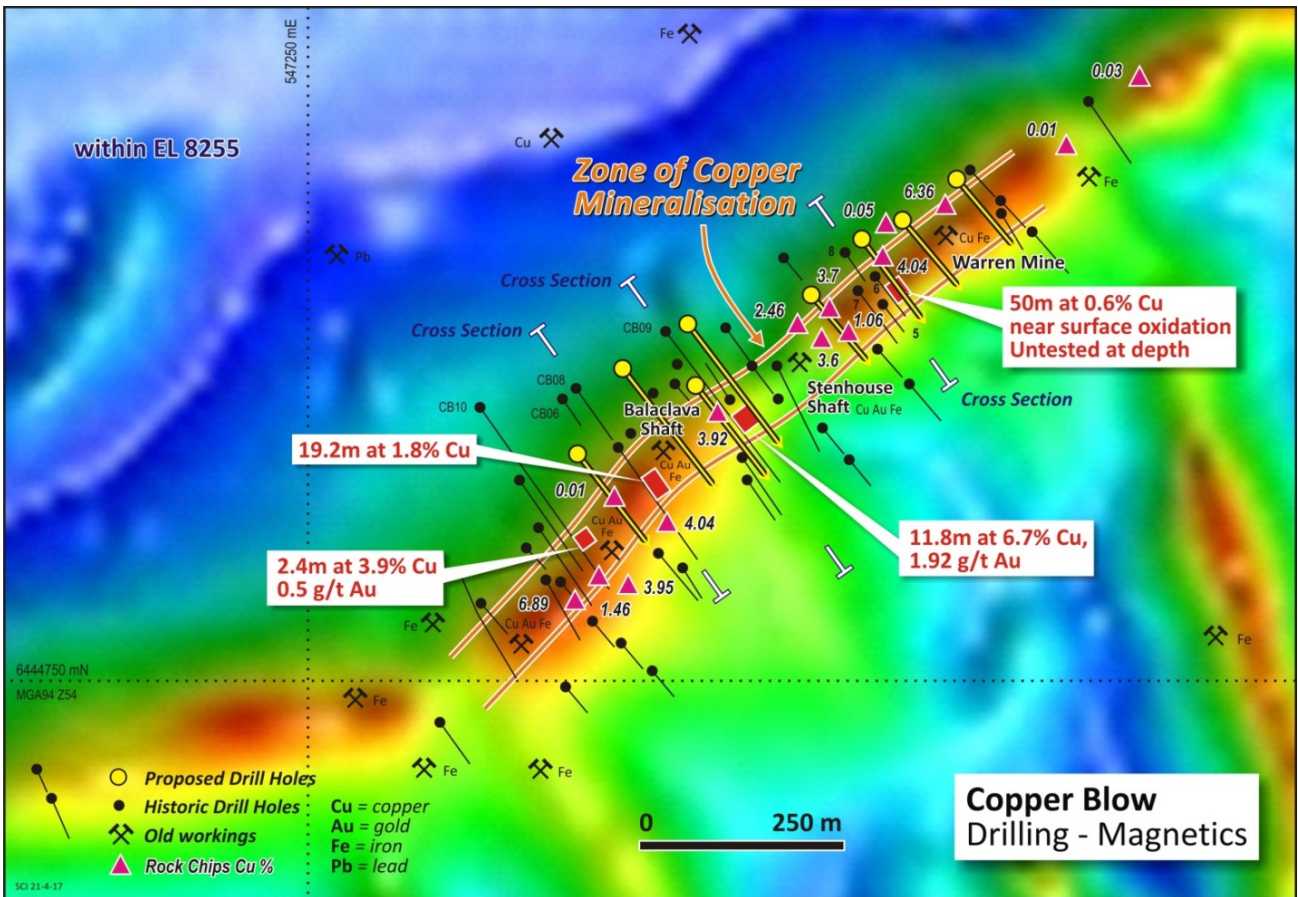 547250 mE
Fe
0.03
within EL 8255
Cu
0.01
Fe
Zone of Copper
Mineralisation
6.36
0.05
Cu Fe
Pb
8
4.04
Warren Mine
Cross Section
3.7
6
7
50m at 0.6% Cu
near surface oxidation
Untested at depth
2.46
1.06
5
Cross Section
CB09
3.6
Stenhouse
Shaft
Cu Au Fe
Cross Section
CB08
CB06
CB10
Balaclava
Shaft
3.92
19.2m at 1.8% Cu
Cu Au
Fe
0.01
4.04
Cu Au
Fe
11.8m at 6.7% Cu,
1.92 g/t Au
2.4m at 3.9% Cu
0.5 g/t Au
3.95
6.89
1.46
Fe
Cu Au Fe
Fe
6444750 mN
MGA94 Z54
Fe
Fe
Fe
Proposed Drill Holes
Historic Drill Holes
Old workings
Rock Chips Cu %
Cu = copper
Au = gold
Fe = iron
Pb = lead
0 250 m
Copper Blow
Drilling - Magnetics
SCI 21-4-17